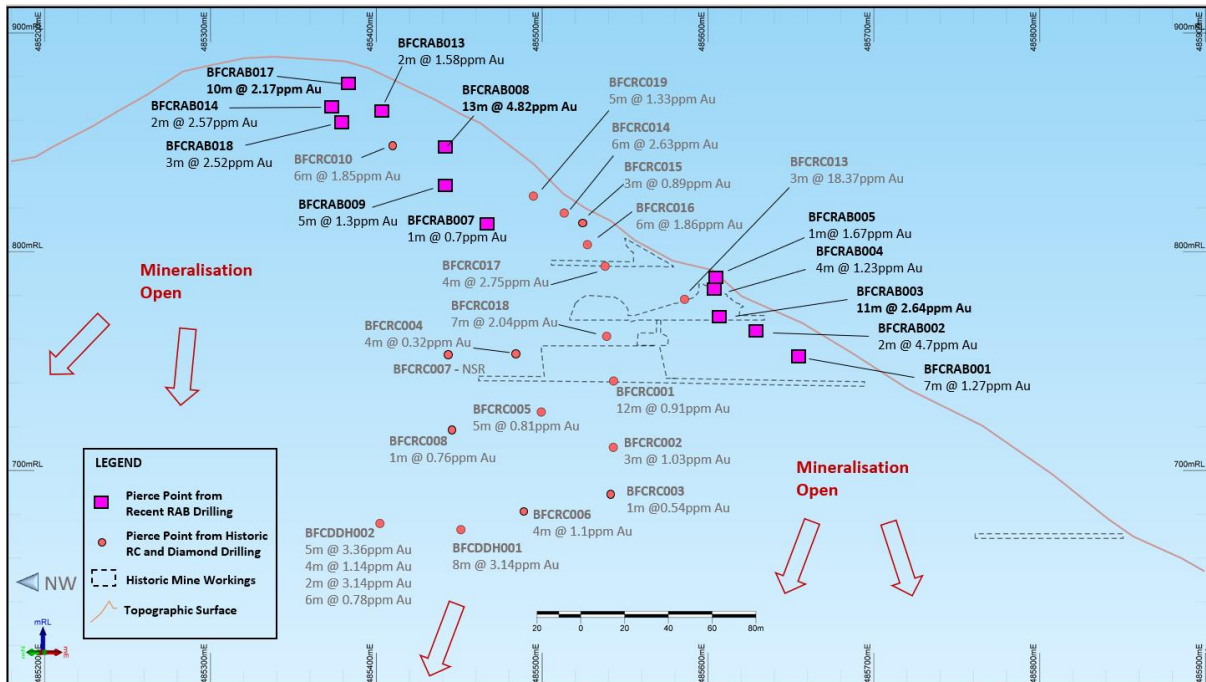 900mRL
485200mE
485300mE
485400mE
485500mE
485600mE
485700mE
485800mE
485900mE
900mRL
BFCRAB013
2m @ 1.58ppm Au
BFCRAB017
10m @ 2.17ppm Au
BFCRAB014
2m @ 2.57ppm Au
BFCRAB018
3m @ 2.52ppm Au
BFCRAB008
13m @ 4.82ppm Au
BFCRC019
5m @ 1.33ppm Au
BFCRC014
6m @ 2.63ppm Au
BFCRC010
6m @ 1.85ppm Au
BFCRC015
3m @ 0.89ppm Au
BFCRC013
3m @ 18.37ppm Au
BFCRAB009
5m @ 1.3ppm Au
BFCRAB007
1m @ 0.7ppm Au
BFCRC016
6m @ 1.86ppm Au
BFCRAB005
1m @ 1.67ppm Au
BFCRAB004
4m @ 1.23ppm Au
800mRL
800mRL
Mineralisation
Open
BFCRC017
4m @ 2.75ppm Au
BFCRAB003
11m @ 2.64ppm Au
BFCRC018
7m @ 2.04ppm Au
BFCRC004
4m @ 0.32ppm Au
BFCRC007 - NSR
BFCRAB002
2m @ 4.7ppm Au
BFCRAB001
7m @ 1.27ppm Au
BFCRC001
12m @ 0.91ppm Au
BFCRC005
5m @ 0.81ppm Au
BFCRC008
1m @ 0.76ppm Au
BFCRC002
3m @ 1.03ppm Au
700mRL
700mRL
Mineralisation
Open
BFCRC003
1m @0.54ppm Au
BFCRC006
4m @ 1.1ppm Au
BFCDDH002
5m @ 3.36ppm Au
4m @ 1.14ppm Au
2m @ 3.14ppm Au
6m @ 0.78ppm Au
BFCDDH001
8m @ 3.14ppm Au
LEGEND
Pierce Point from
Recent RAB Drilling
Pierce Point from Historic
RC and Diamond Drilling
Historic Mine Workings
Topographic Surface
NW
mRL
mE
20 0 20 40 60 80m
485200mE
485300mE
485400mE
485500mE
485600mE
485700mE
485800mE
485900mE